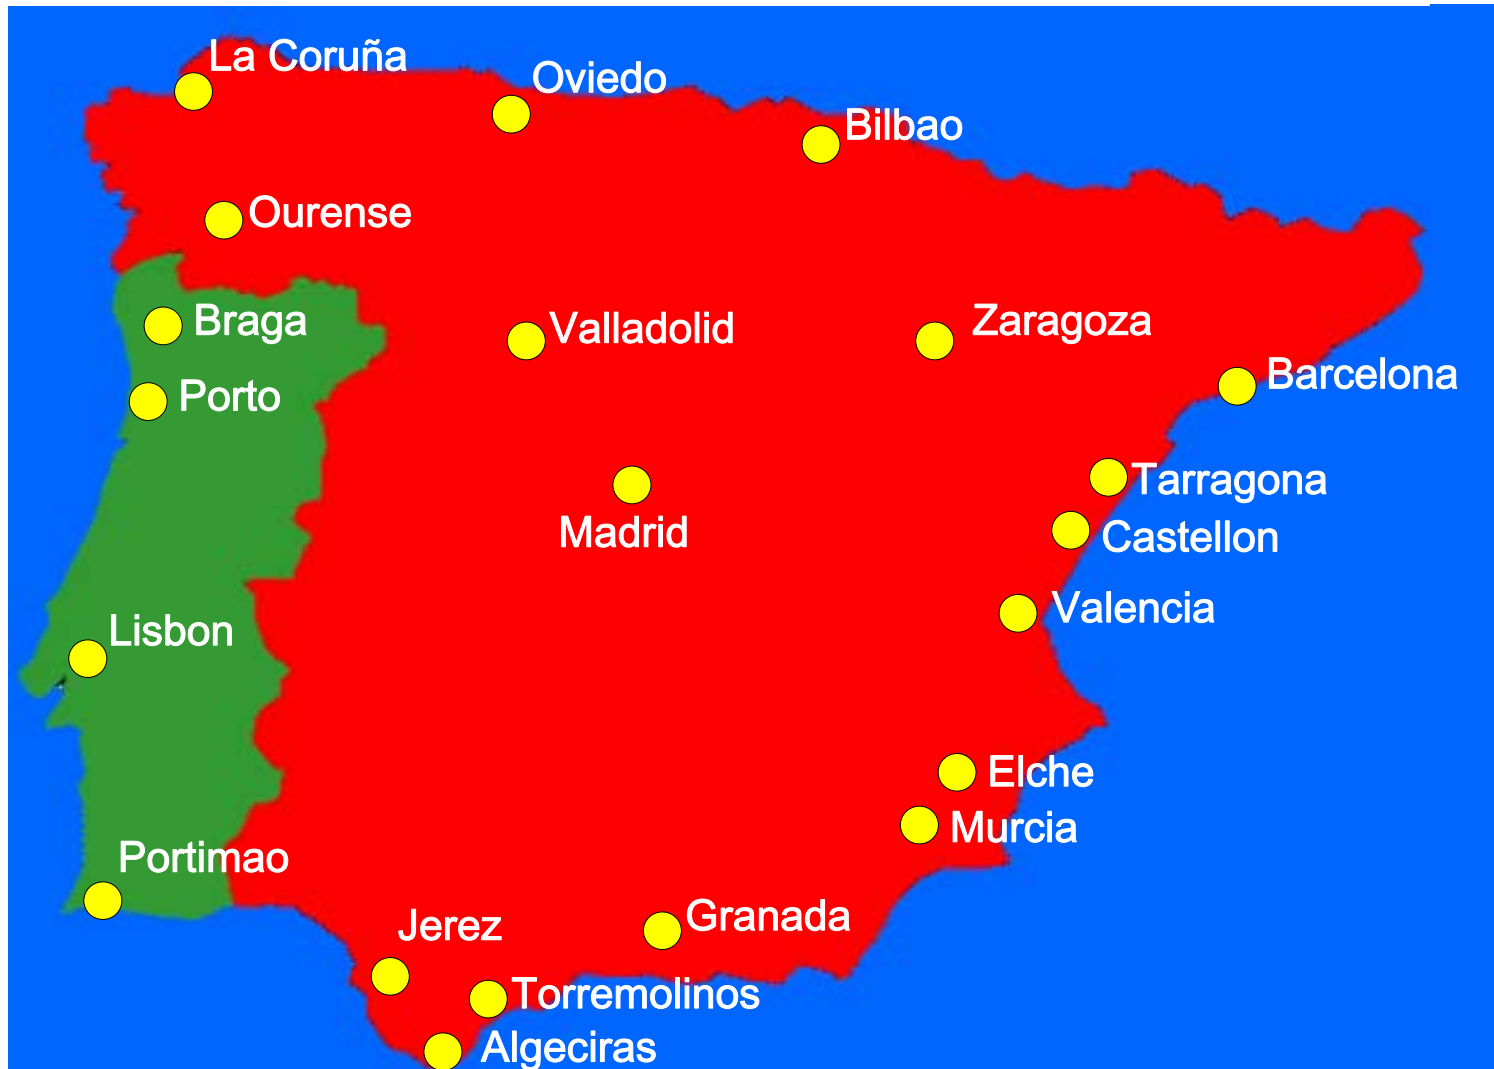 La Coruña
Oviedo
Bilbao
Ourense
Braga
Valladolid
Zaragoza
Porto
Barcelona
Tarragona
Madrid
Castellon
Valencia
Lisbon
Elche
Murcia
Portimao
Granada
Jerez
Torremolinos
Algeciras